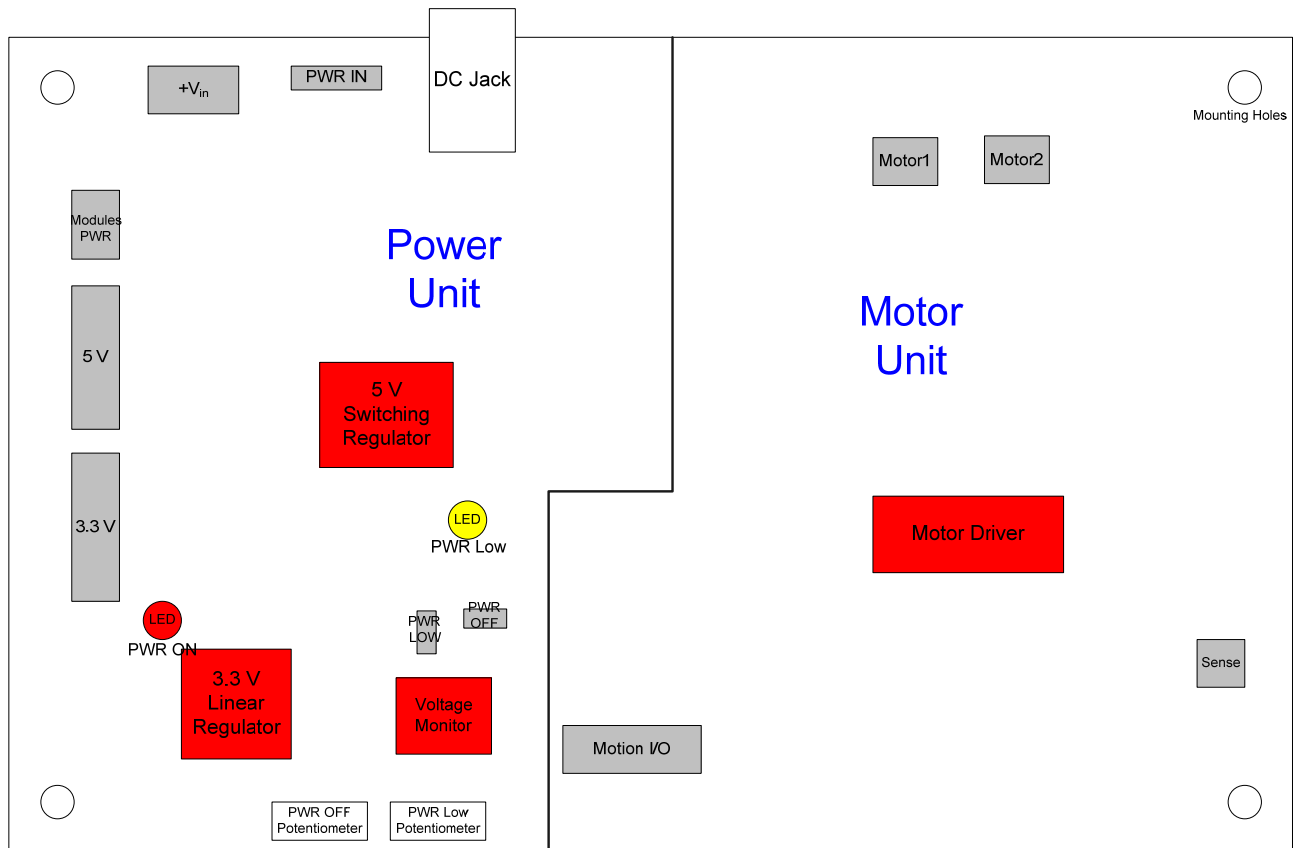 +Vin
PWR IN
DC Jack
Mounting Holes
Motor1
Motor2
Modules
PWR
Power
Unit
Motor
Unit
5 V
5 V
Switching
Regulator
3.3 V
LED
PWR Low
Motor Driver
LED
PWR ON
PWR
LOW
PWR
OFF
3.3 V
Linear
Regulator
Voltage
Monitor
Sense
Motion I/O
PWR OFF
Potentiometer
PWR Low
Potentiometer